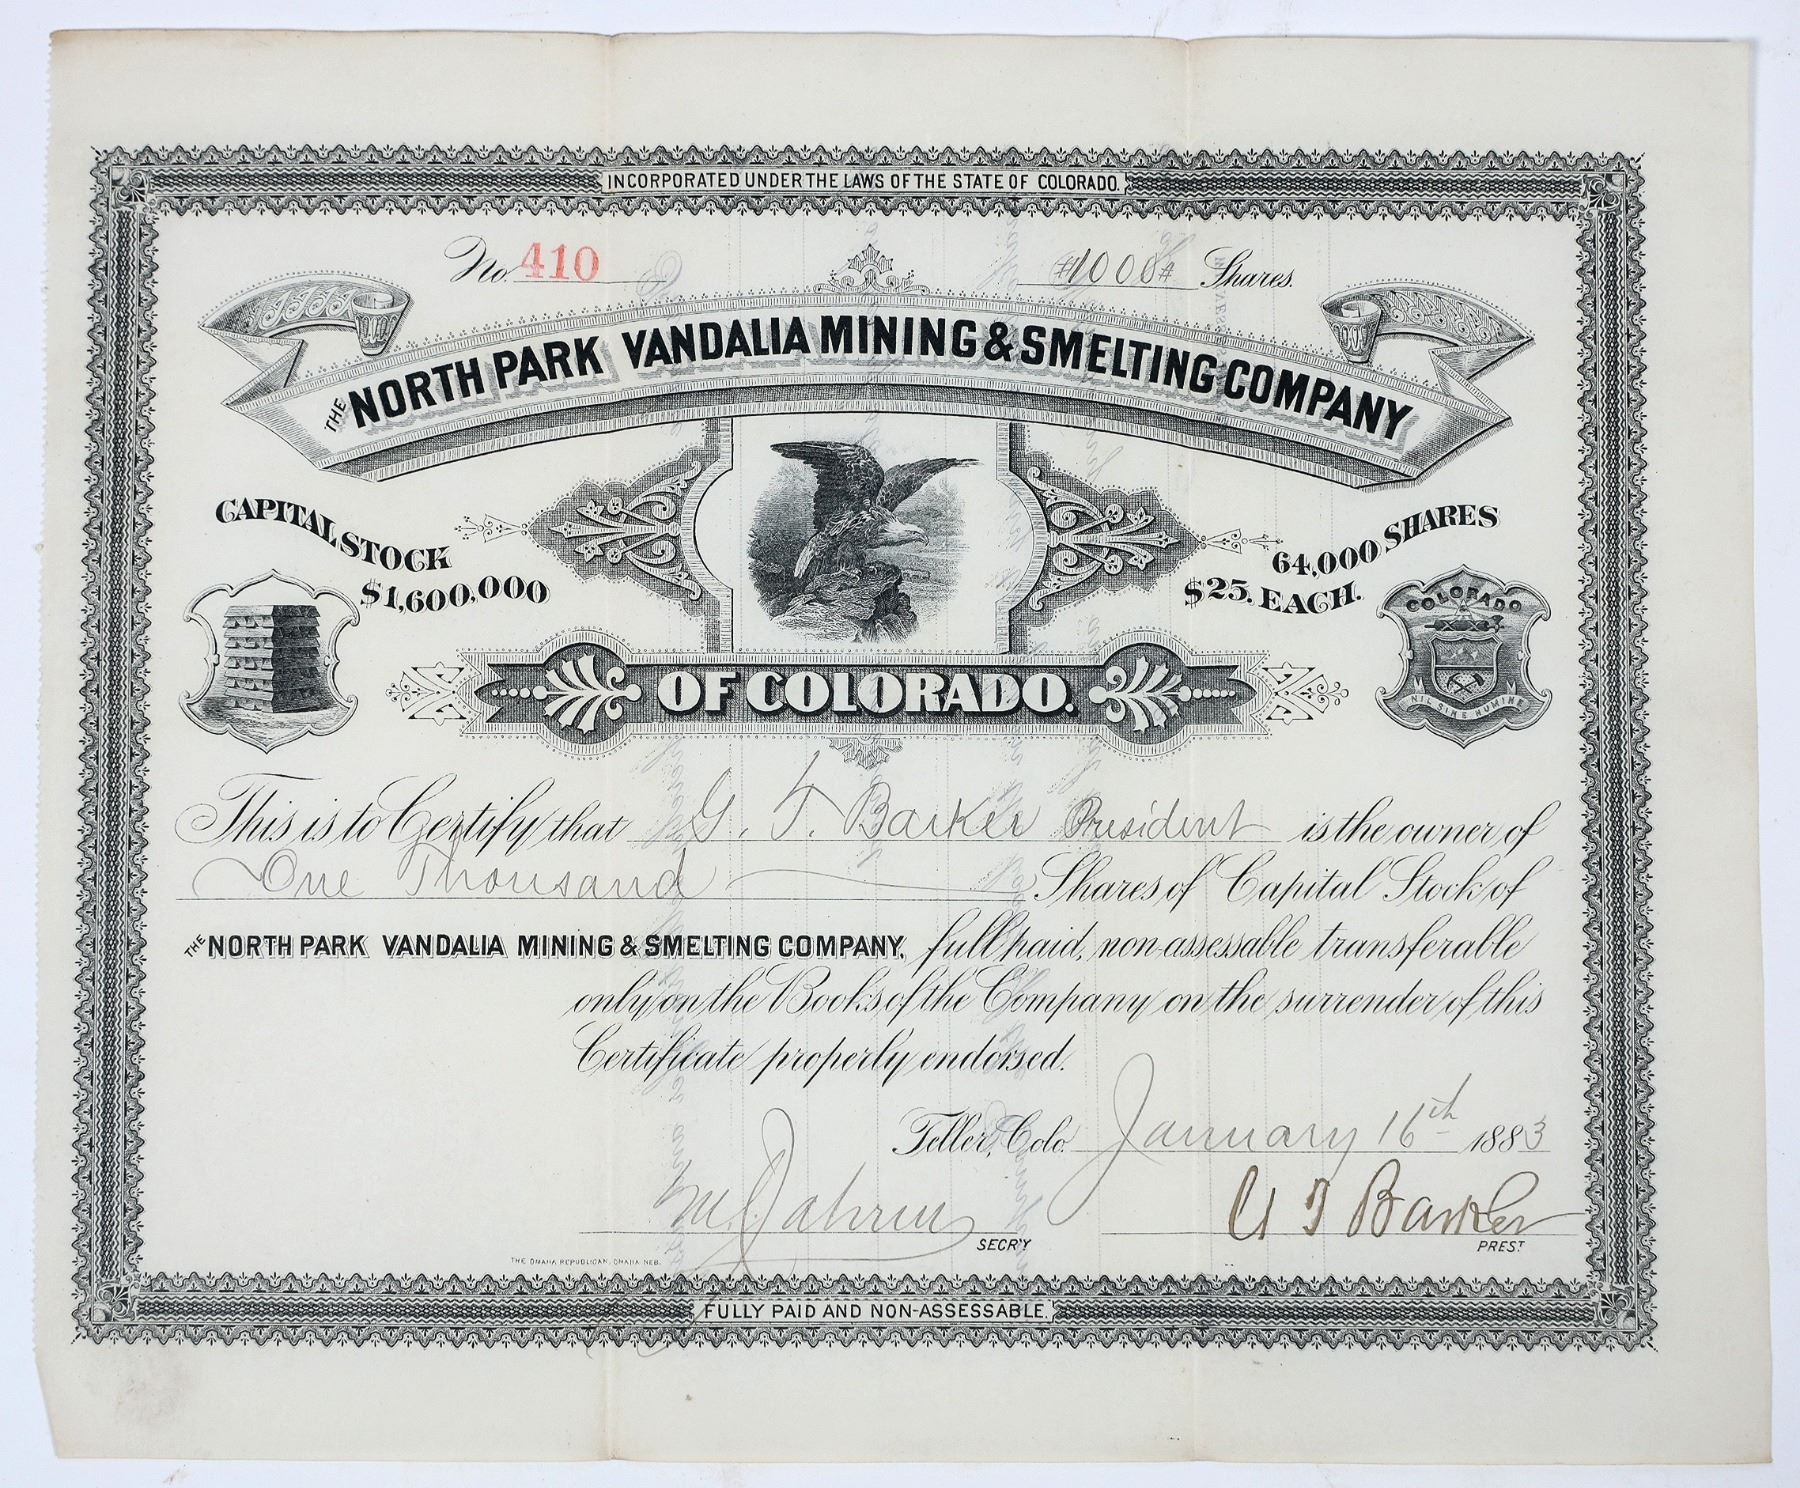 INCORPORATED UNDER THE LAWS OF THE STATE OF COLORADO.
No. 410 #1000# Shares.
THE NORTH PARK VANDALIA MINING & SMELTING COMPANY
CAPITAL STOCK
$1,600,000
64,000 SHARES
$25. EACH.
COLORADO
NIL SINE NUMINE
OF COLORADO.
This is to Certify that G. T. Barker President is the owner of
One Thousand Shares of Capital Stock of
THE NORTH PARK VANDALIA MINING & SMELTING COMPANY, full paid, non-assessable transferable
only on the Books of the Company on the surrender of this
Certificate properly endorsed.
Teller, Colo. January 16th 1883
SECR'Y
Barker
PREST
THE OMAHA REPUBLICAN, OMAHA NEB.
FULLY PAID AND NON-ASSESSABLE.